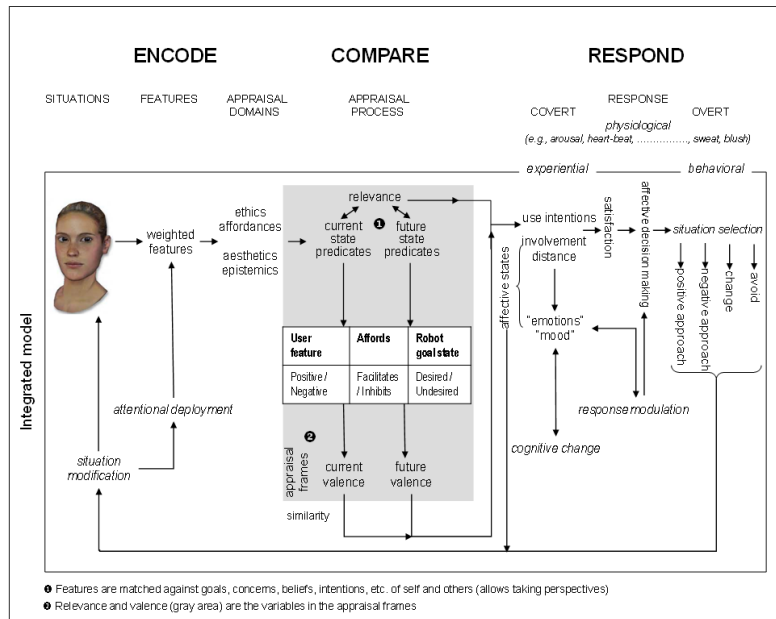 ENCODE COMPARE RESPOND
SITUATIONS FEATURES APPRAISAL DOMAINS APPRAISAL PROCESS RESPONSE
COVERT OVERT
physiological
(e.g., arousal, heart-beat, ................, sweat, blush)
experiential behavioral
Integrated model
weighted
features
ethics
affordances
aesthetics
epistemics
relevance
current
state
predicates
❶
future
state
predicates
User
feature
Affords
Robot
goal state
Positive /
Negative
Facilitates
/ Inhibits
Desired /
Undesired
❷
appraisal
frames
current
valence
future
valence
similarity
attentional deployment
situation
modification
use intentions
involvement
distance
affective states
"emotions"
"mood"
cognitive change
satisfaction
affective decision making
response modulation
situation selection
positive approach
negative approach
change
avoid
❶ Features are matched against goals, concerns, beliefs, intentions, etc. of self and others (allows taking perspectives)
❷ Relevance and valence (gray area) are the variables in the appraisal frames